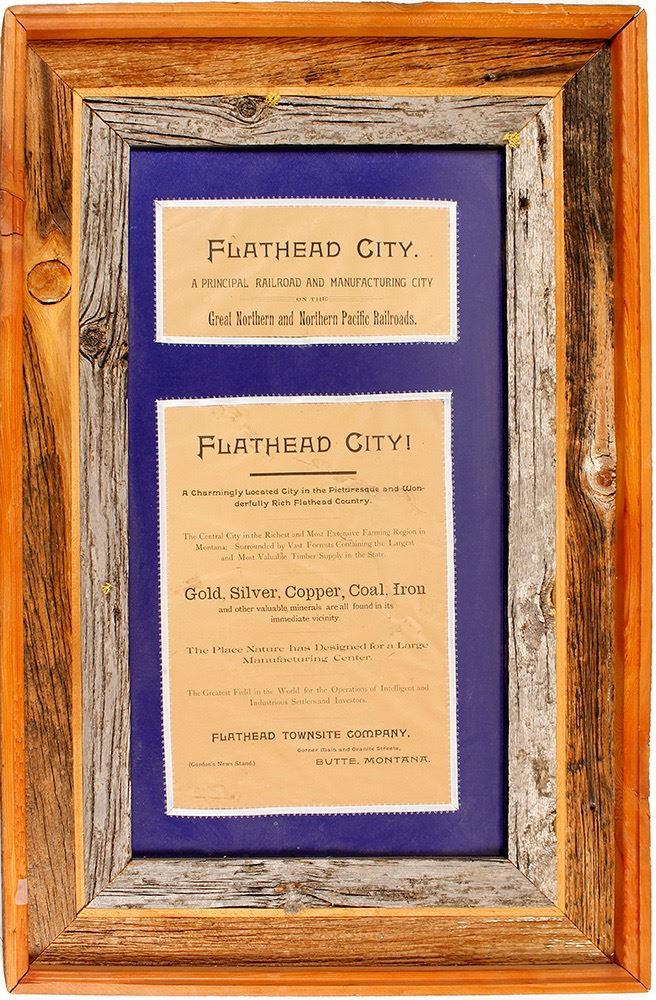 FLATHEAD CITY.
A PRINCIPAL RAILROAD AND MANUFACTURING CITY
ON THE
Great Northern and Northern Pacific Railroads.
FLATHEAD CITY!
A Charmingly Located City in the Picturesque and Won-
derfully Rich Flathead Country.
The Central City in the Richest and Most Extensive Farming Region in
Montana; Surrounded by Vast Forrests Containing the Largest
and Most Valuable Timber Supply in the State.
Gold, Silver, Copper, Coal, Iron
and other valuable minerals are all found in its
immediate vicinity.
The Place Nature has Designed for a Large
Manufacturing Center.
The Greatest Field in the World for the Operations of Intelligent and
Industrious Settlers and Investors.
FLATHEAD TOWNSITE COMPANY,
Corner Main and Granite Streets,
(Gordon's News Stand.) BUTTE, MONTANA.